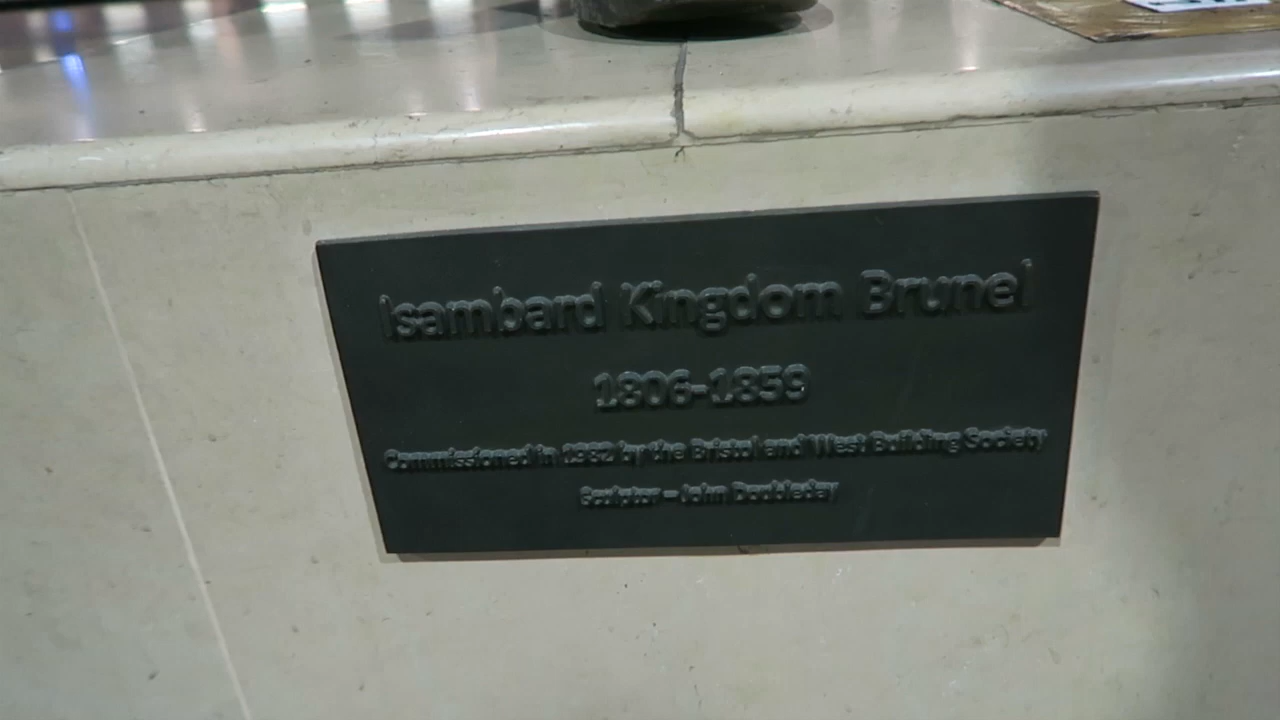 Isambard Kingdom Brunel
1806-1859
Commissioned in 1982 by the Bristol and West Building Society
Sculptor – John Doubleday